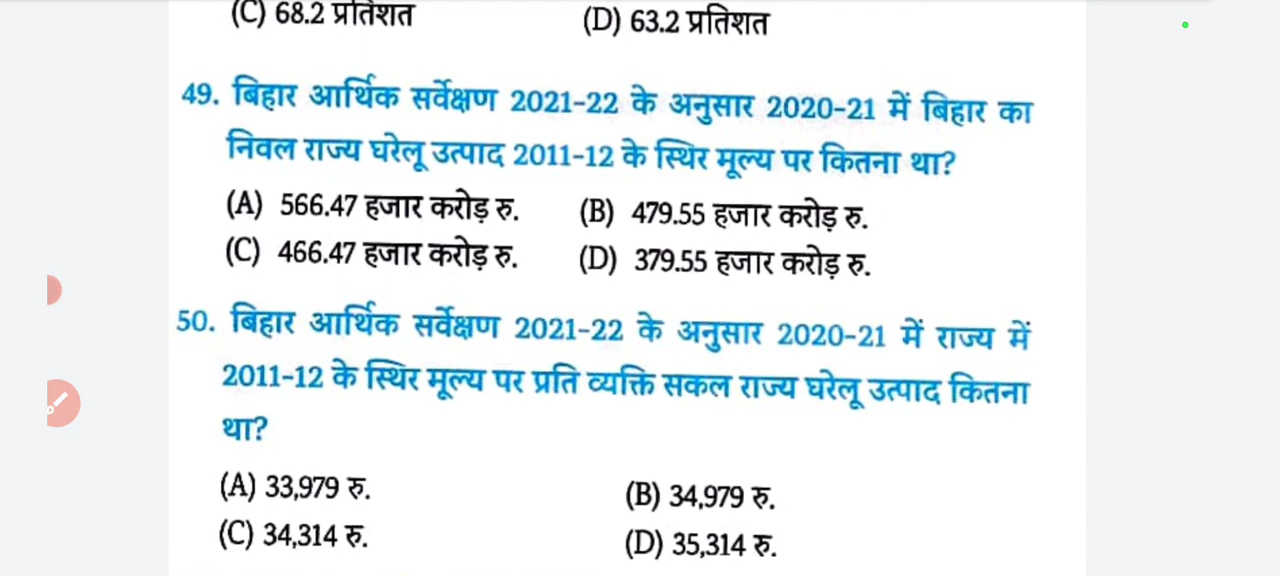 (C) 68.2 प्रतिशत (D) 63.2 प्रतिशत
49. बिहार आर्थिक सर्वेक्षण 2021-22 के अनुसार 2020-21 में बिहार का
निवल राज्य घरेलू उत्पाद 2011-12 के स्थिर मूल्य पर कितना था?
(A) 566.47 हजार करोड़ रु. (B) 479.55 हजार करोड़ रु.
(C) 466.47 हजार करोड़ रु. (D) 379.55 हजार करोड़ रु.
50. बिहार आर्थिक सर्वेक्षण 2021-22 के अनुसार 2020-21 में राज्य में
2011-12 के स्थिर मूल्य पर प्रति व्यक्ति सकल राज्य घरेलू उत्पाद कितना
था?
(A) 33,979 रु. (B) 34,979 रु.
(C) 34,314 रु. (D) 35,314 रु.